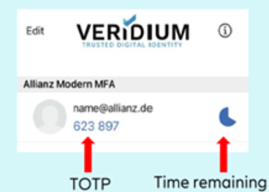 Edit
VERIDIUM
TRUSTED DIGITAL IDENTITY
Allianz Modern MFA
name@allianz.de
623 897
TOTP Time remaining